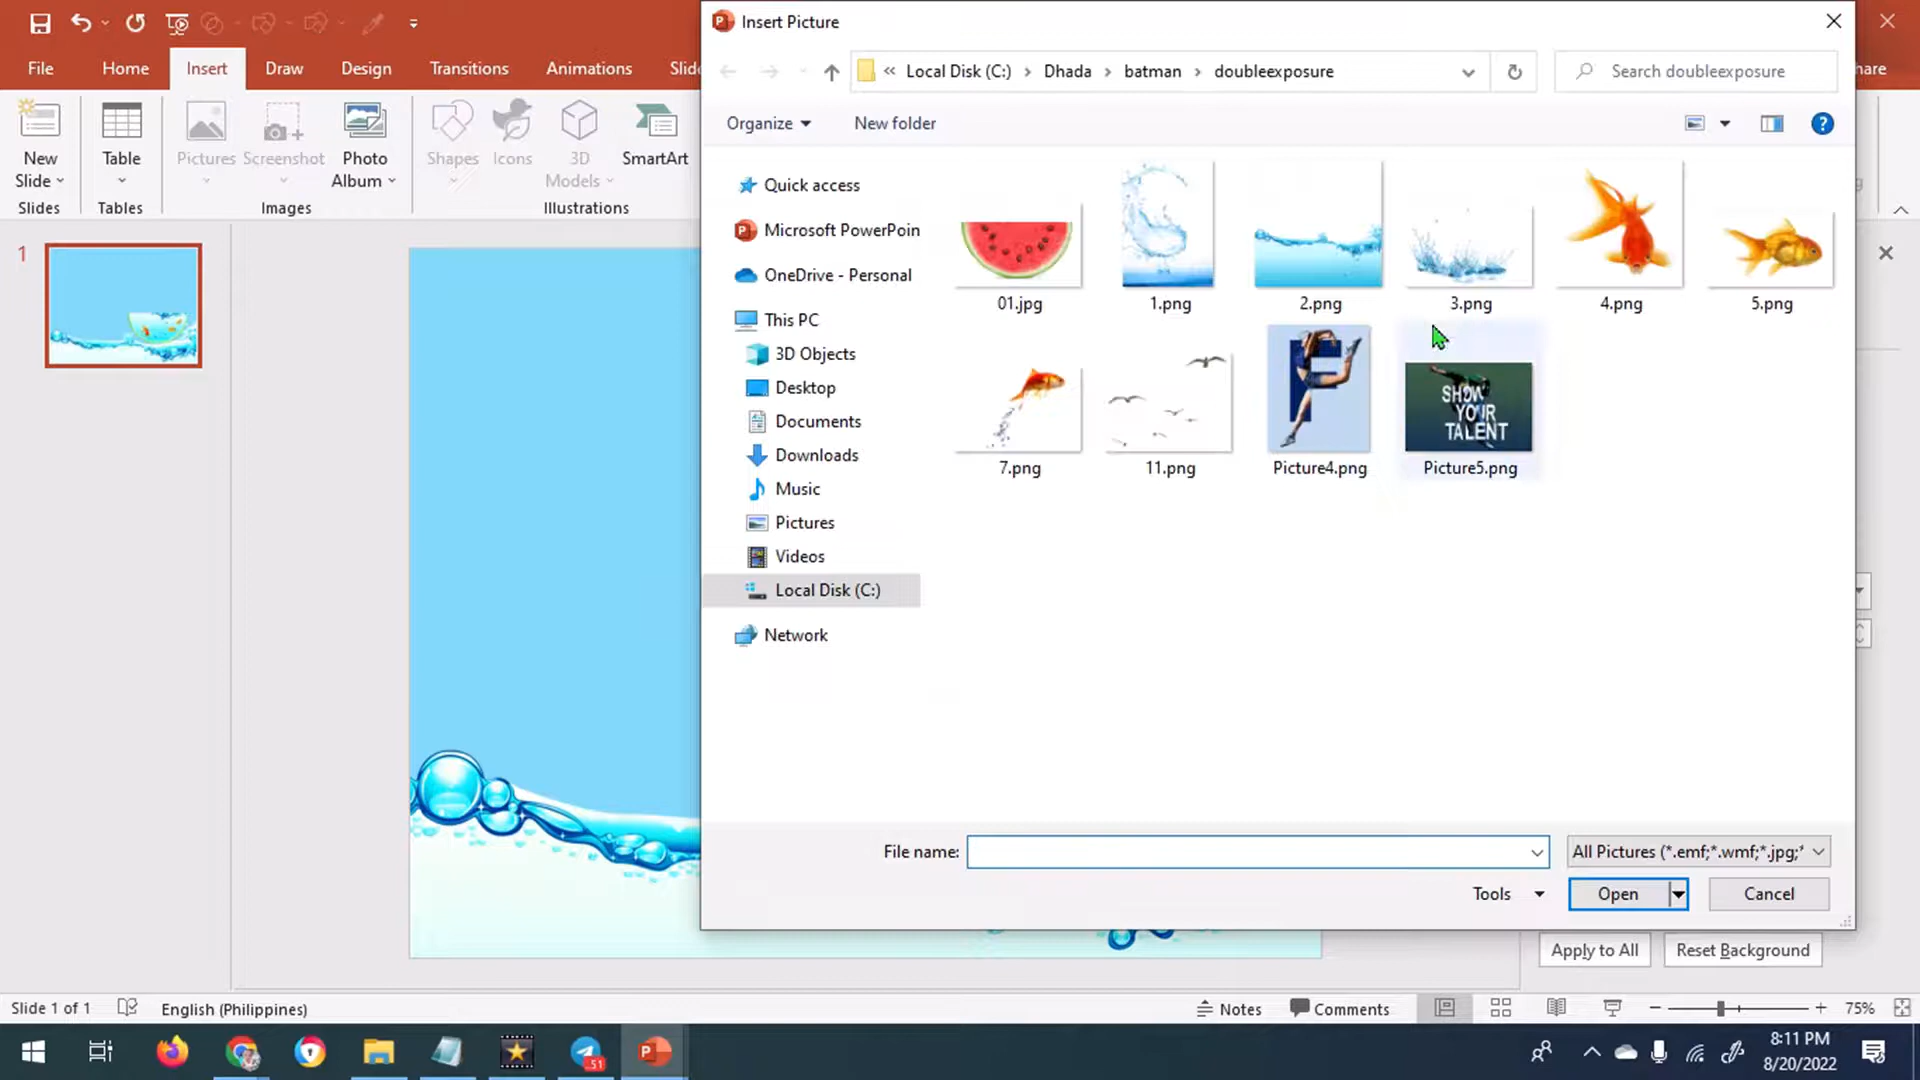 Insert Picture
File
Home
Insert
Draw
Design
Transitions
Animations
Slid
hare
« Local Disk (C:) › Dhada › batman › doubleexposure
Search doubleexposure
Organize
New folder
New Slide
Table
Pictures
Screenshot
Photo Album
Shapes
Icons
3D Models
SmartArt
Slides
Tables
Images
Illustrations
Quick access
Microsoft PowerPoin
OneDrive - Personal
This PC
3D Objects
Desktop
Documents
Downloads
Music
Pictures
Videos
Local Disk (C:)
Network
01.jpg
1.png
2.png
3.png
4.png
5.png
F
SHOW
YOUR
TALENT
7.png
11.png
Picture4.png
Picture5.png
1
File name:
All Pictures (*.emf;*.wmf;*.jpg;*
Tools
Open
Cancel
Apply to All
Reset Background
Slide 1 of 1
English (Philippines)
Notes
Comments
75%
51
8:11 PM
8/20/2022